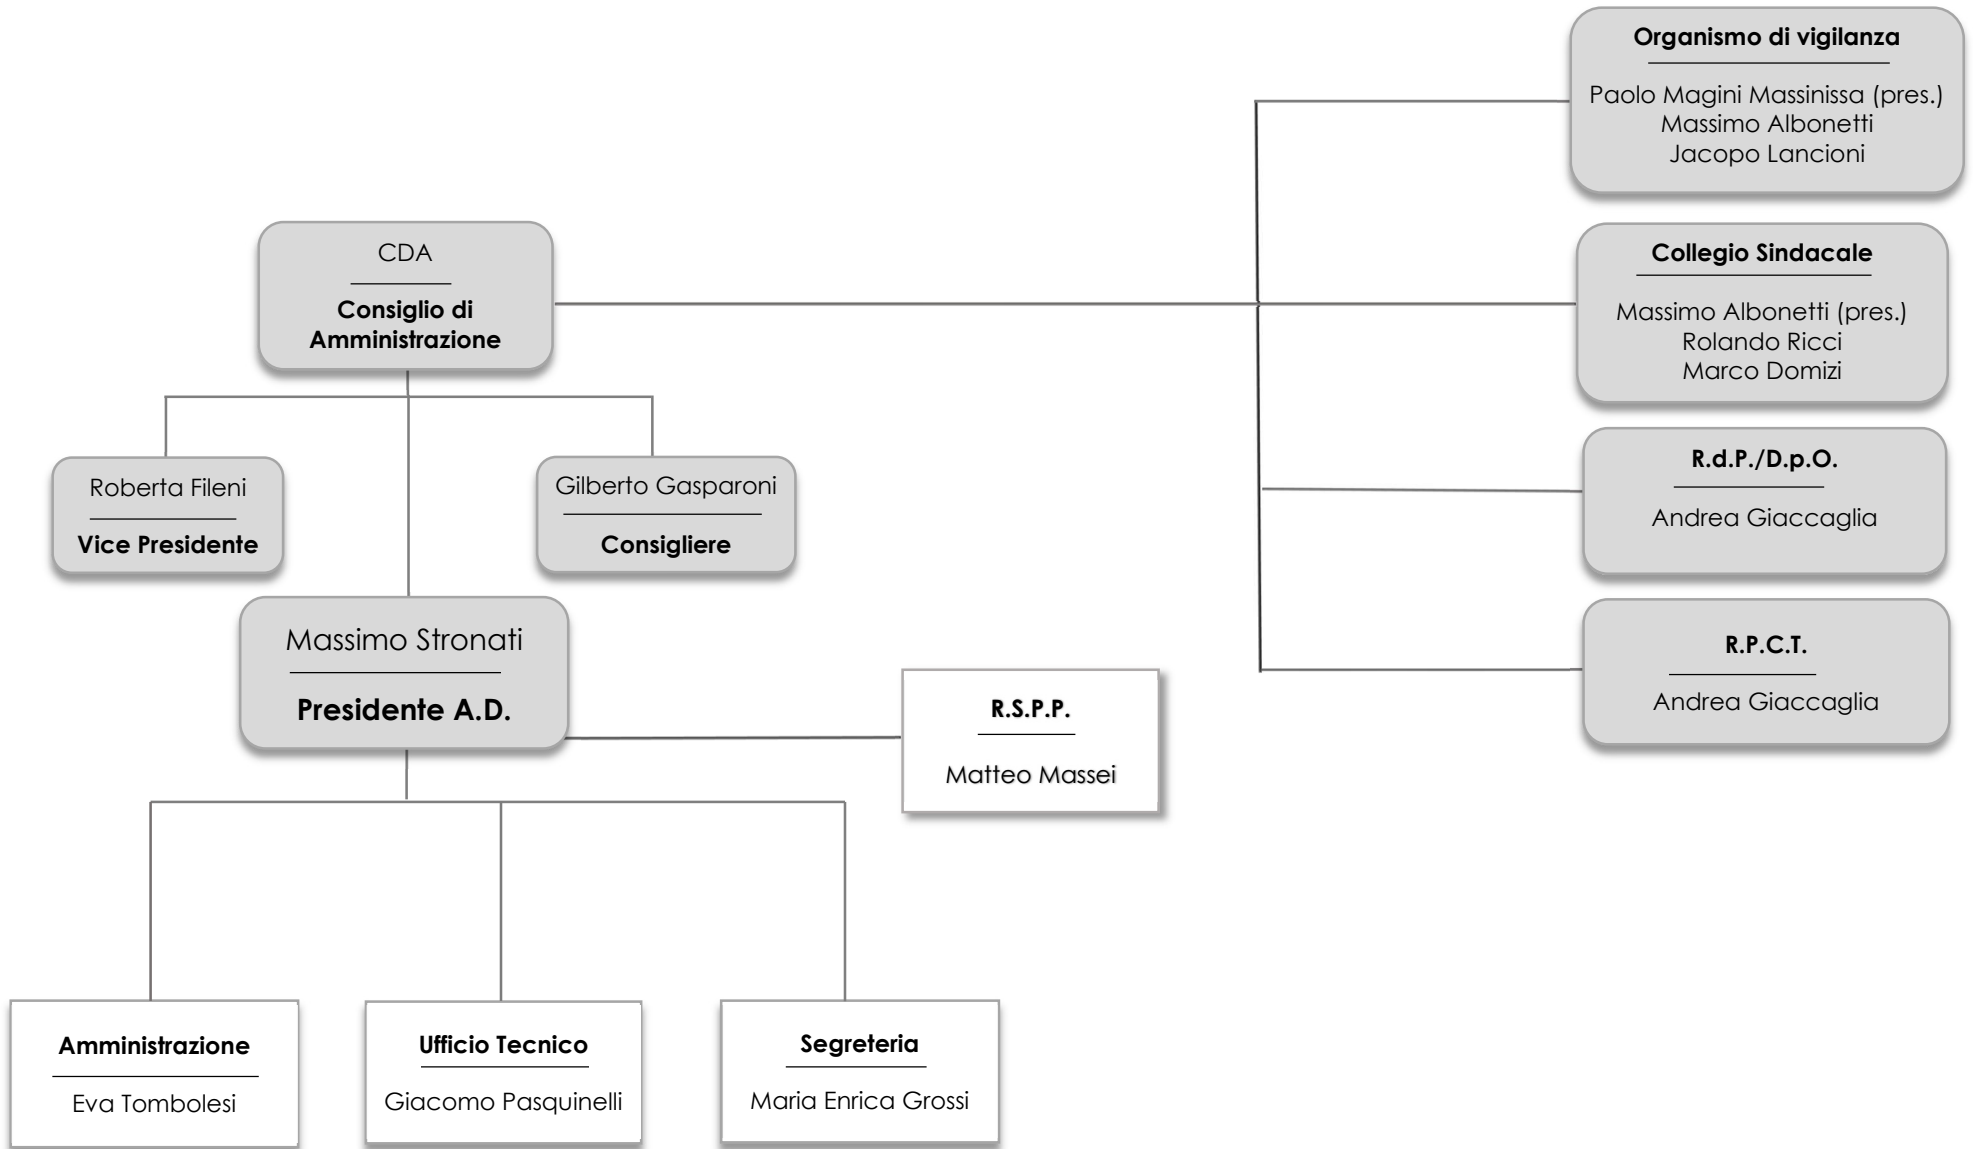 Organismo di vigilanza
Paolo Magini Massinissa (pres.)
Massimo Albonetti
Jacopo Lancioni
CDA
Consiglio di
Amministrazione
Collegio Sindacale
Massimo Albonetti (pres.)
Rolando Ricci
Marco Domizi
Roberta Fileni
Vice Presidente
Gilberto Gasparoni
Consigliere
R.d.P./D.p.O.
Andrea Giaccaglia
Massimo Stronati
Presidente A.D.
R.S.P.P.
Matteo Massei
R.P.C.T.
Andrea Giaccaglia
Amministrazione
Eva Tombolesi
Ufficio Tecnico
Giacomo Pasquinelli
Segreteria
Maria Enrica Grossi